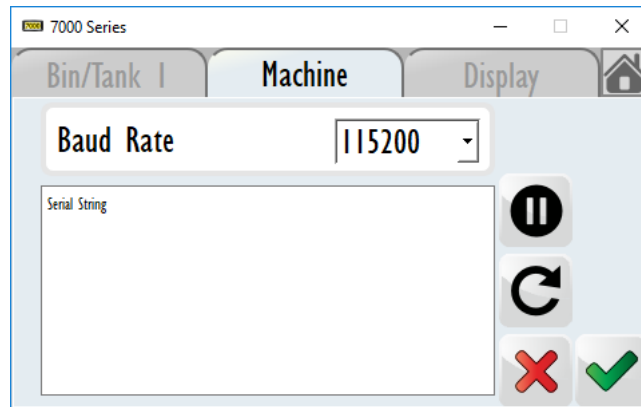 7000 Series
Bin/Tank 1
Machine
Display
Baud Rate
115200
Serial String